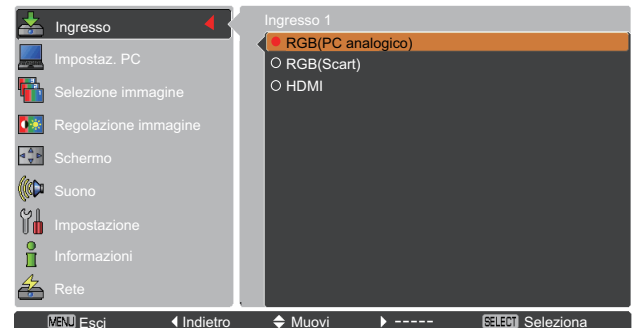 Ingresso
Impostaz. PC
Selezione immagine
Regolazione immagine
Schermo
Suono
Impostazione
Informazioni
Rete
Ingresso 1
RGB(PC analogico)
RGB(Scart)
HDMI
MENU Esci Indietro Muovi ----- SELECT Seleziona